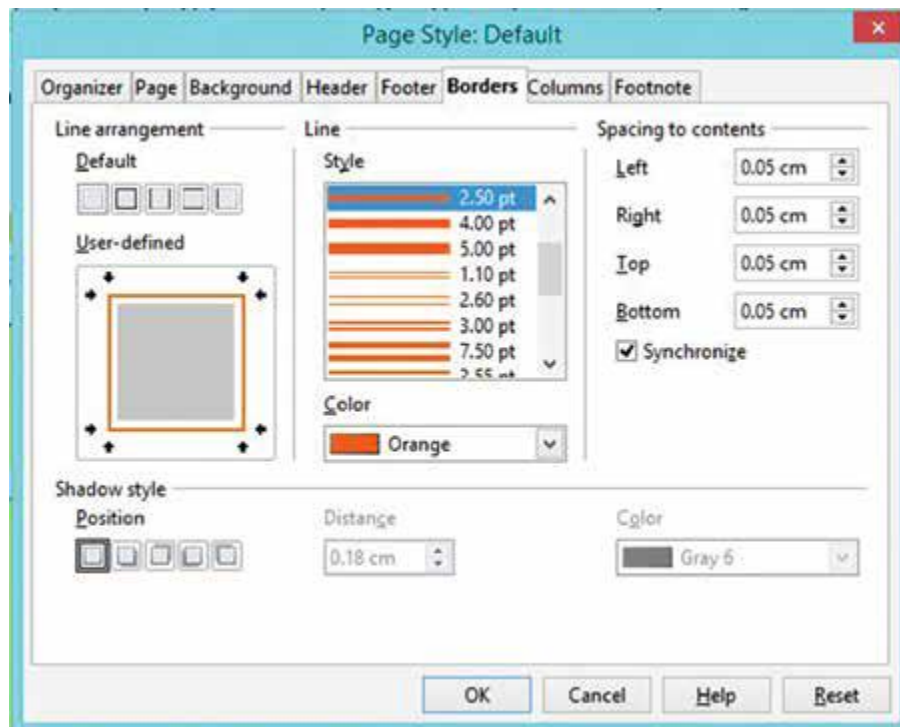 Page Style: Default
Organizer Page Background Header Footer Borders Columns Footnote
Line arrangement
Default
User-defined
Line
Style
2.50 pt
4.00 pt
5.00 pt
1.10 pt
2.60 pt
3.00 pt
7.50 pt
2.55 pt
Color
Orange
Spacing to contents
Left 0.05 cm
Right 0.05 cm
Top 0.05 cm
Bottom 0.05 cm
Synchronize
Shadow style
Position
Distance
0.18 cm
Color
Gray 6
OK Cancel Help Reset